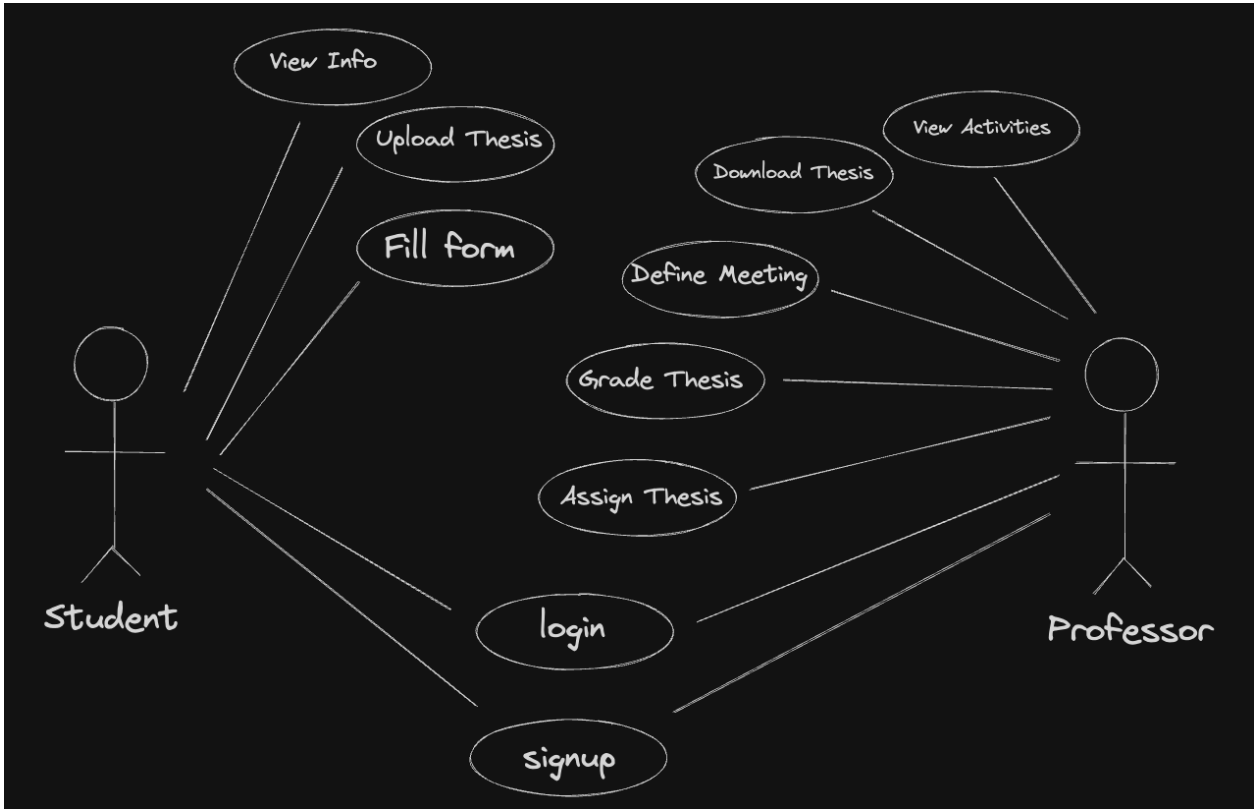 View Info
Upload Thesis
View Activities
Download Thesis
Fill form
Define Meeting
Grade Thesis
Assign Thesis
Student
login
Professor
signup